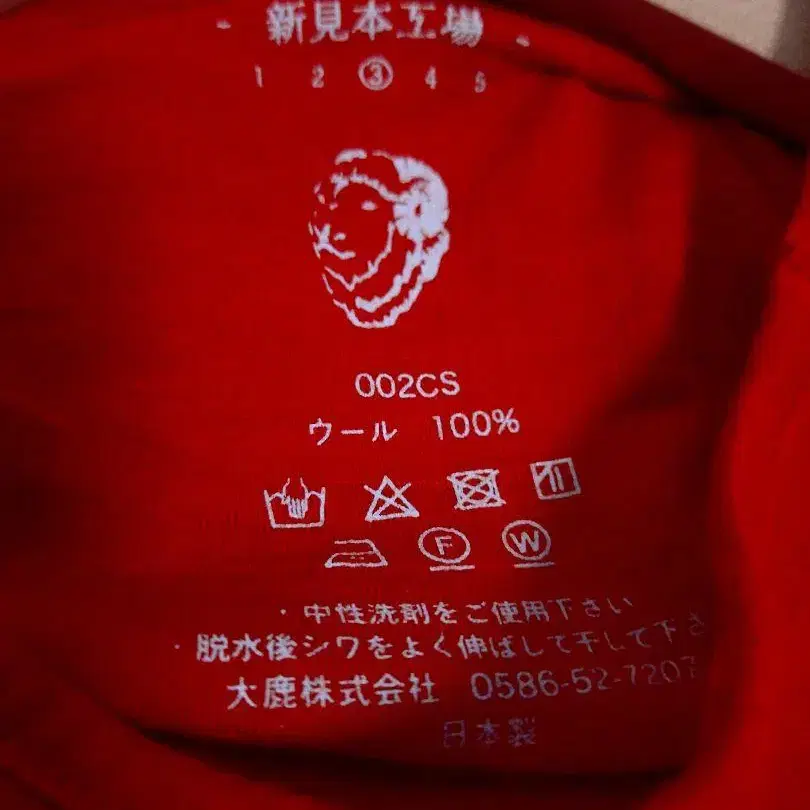 - 新見本工場 -
1 2 ③ 4 5
002CS
ウール 100%
F W
・中性洗剤をご使用下さい
・脱水後シワをよく伸ばして干して下さ
大鹿株式会社 0586-52-7207
日本製